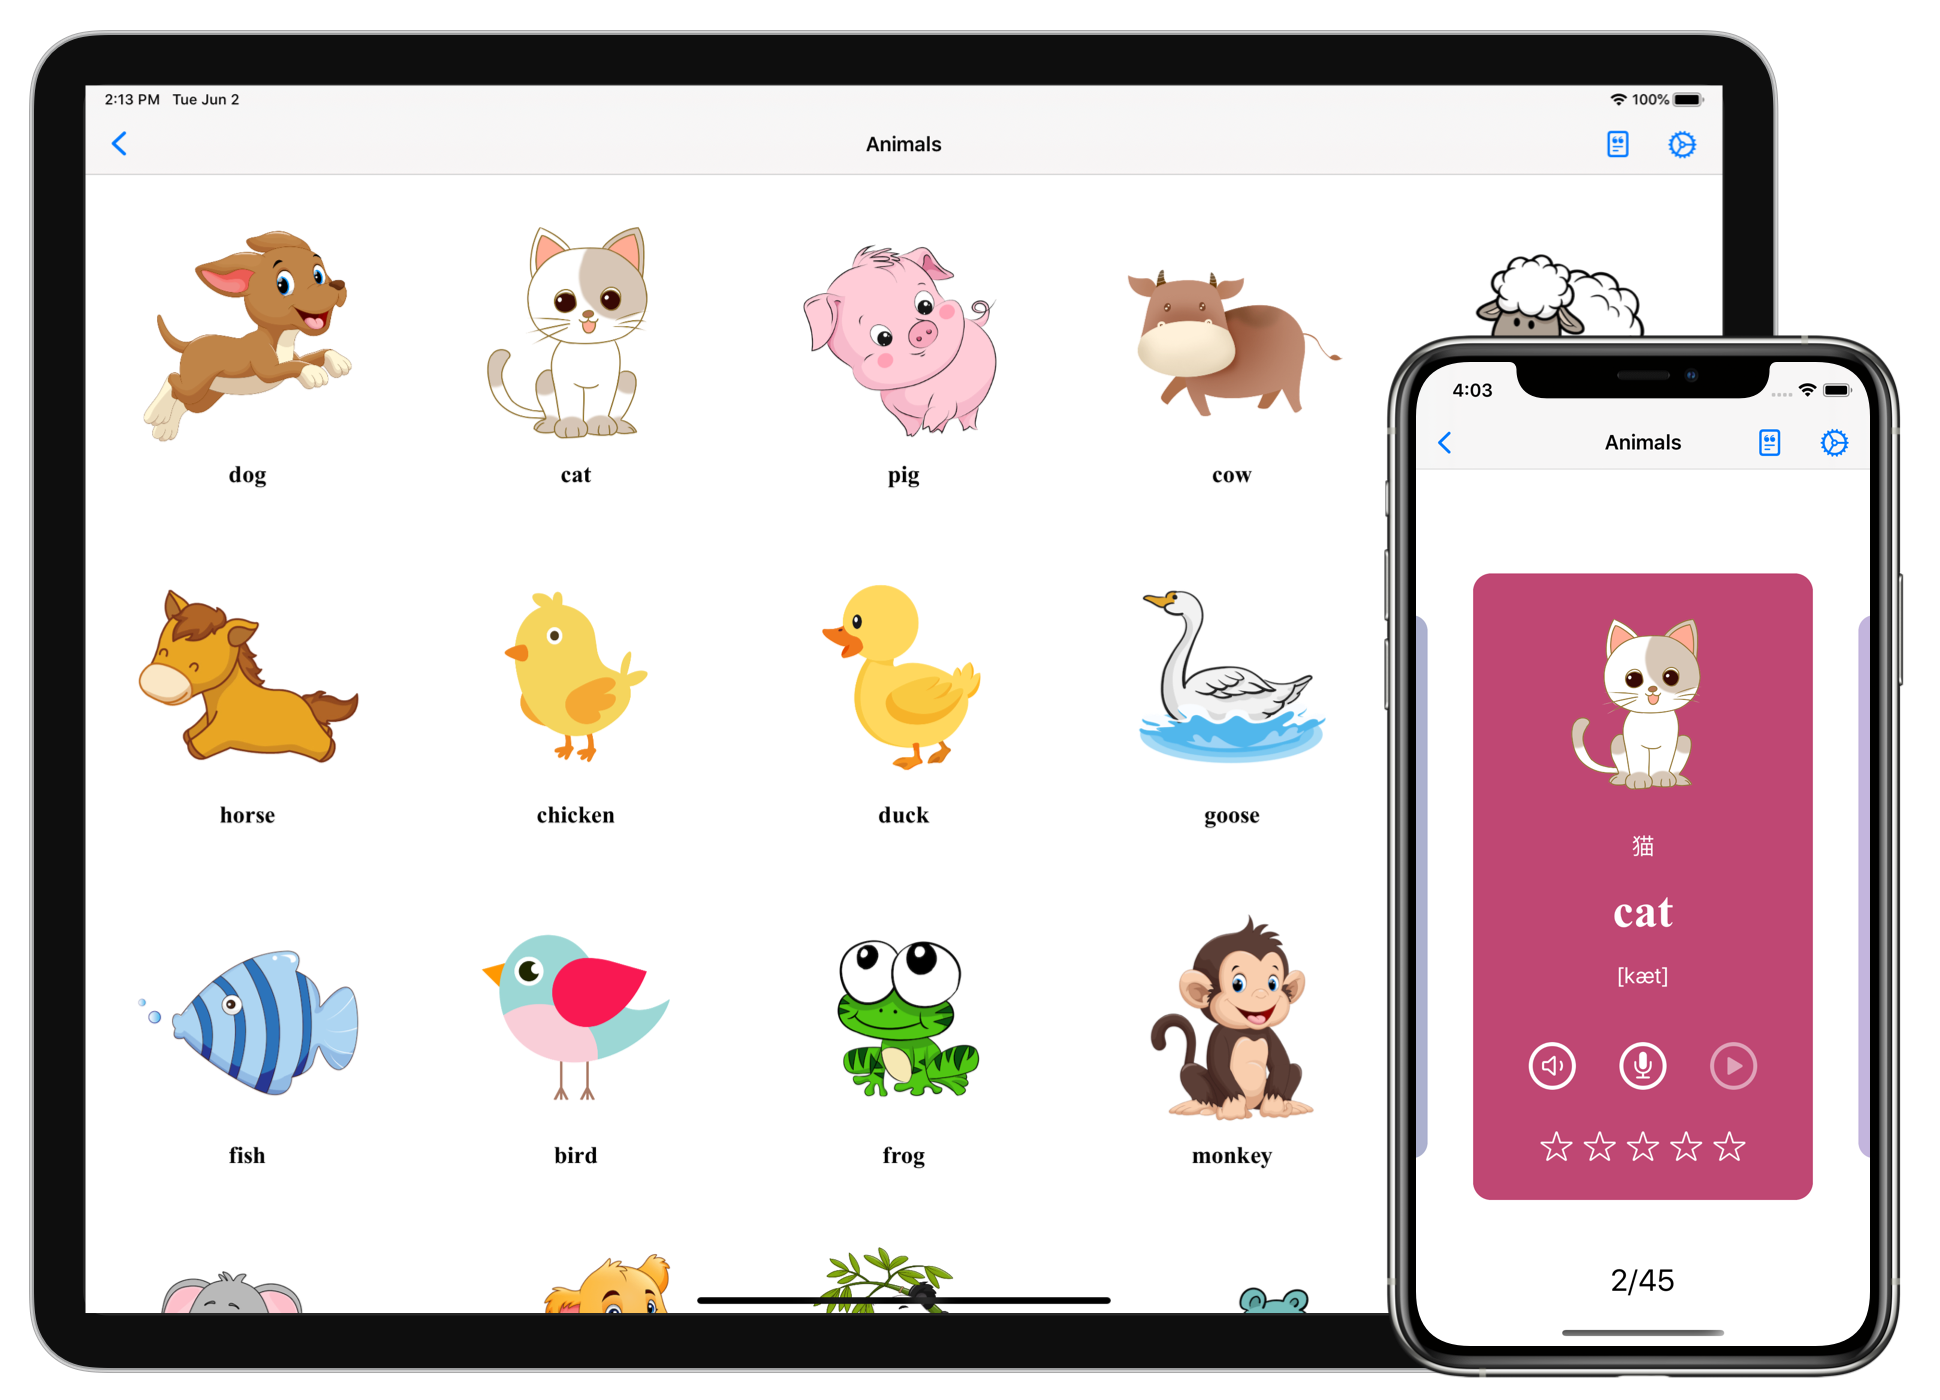 2:13 PM Tue Jun 2
100%
Animals
dog
cat
pig
cow
horse
chicken
duck
goose
fish
bird
frog
monkey
4:03
Animals
猫
cat
[kæt]
2/45